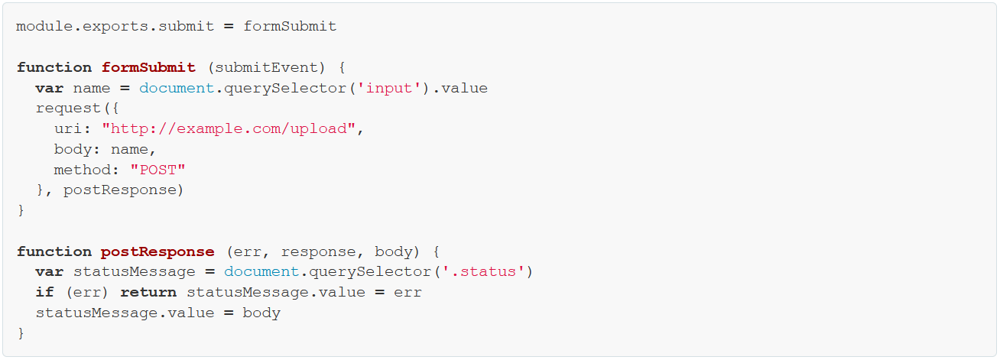 module.exports.submit = formSubmit

function formSubmit (submitEvent) {
  var name = document.querySelector('input').value
  request({
    uri: "http://example.com/upload",
    body: name,
    method: "POST"
  }, postResponse)
}

function postResponse (err, response, body) {
  var statusMessage = document.querySelector('.status')
  if (err) return statusMessage.value = err
  statusMessage.value = body
}